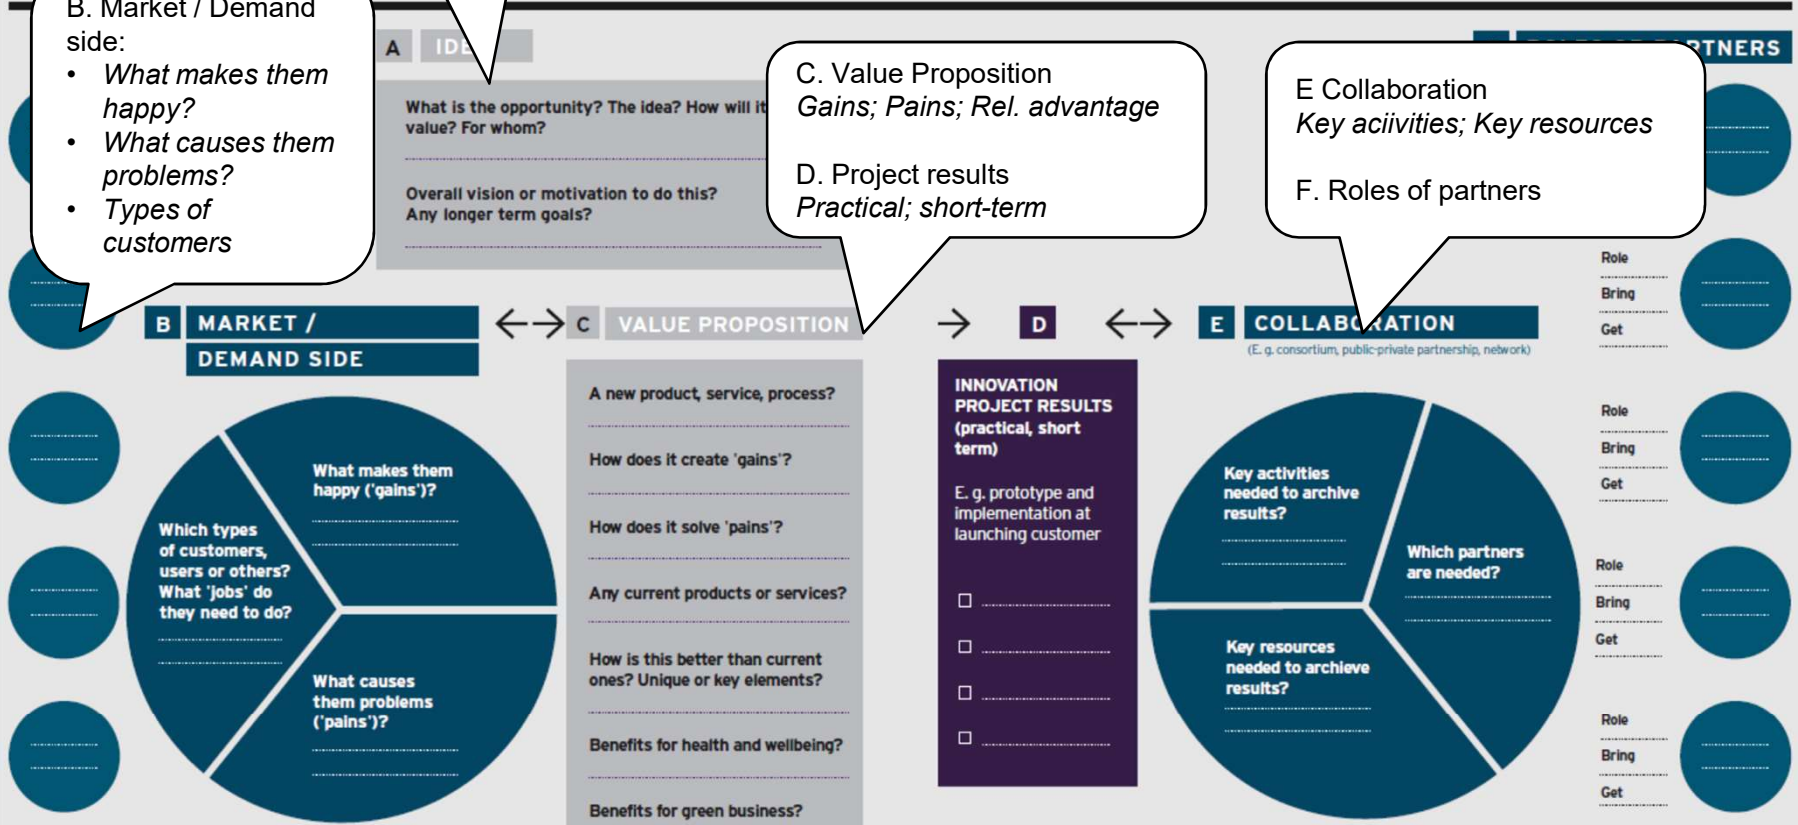 B. Market / Demand
side:
• What makes them
happy?
• What causes them
problems?
• Types of
customers
A
What is the opportunity? The idea? How will it
value? For whom?
Overall vision or motivation to do this?
Any longer term goals?
C. Value Proposition
Gains; Pains; Rel. advantage
D. Project results
Practical; short-term
E Collaboration
Key aciivities; Key resources
F. Roles of partners
B MARKET /
DEMAND SIDE
Which types
of customers,
users or others?
What 'jobs' do
they need to do?
What makes them
happy ('gains')?
What causes
them problems
('pains')?
C VALUE PROPOSITION
A new product, service, process?
How does it create 'gains'?
How does it solve 'pains'?
Any current products or services?
How is this better than current
ones? Unique or key elements?
Benefits for health and wellbeing?
Benefits for green business?
D
INNOVATION
PROJECT RESULTS
(practical, short
term)
E. g. prototype and
implementation at
launching customer
E COLLABORATION
(E. g. consortium, public-private partnership, network)
Key activities
needed to archive
results?
Which partners
are needed?
Key resources
needed to archieve
results?
Role
Bring
Get
Role
Bring
Get
Role
Bring
Get
Role
Bring
Get